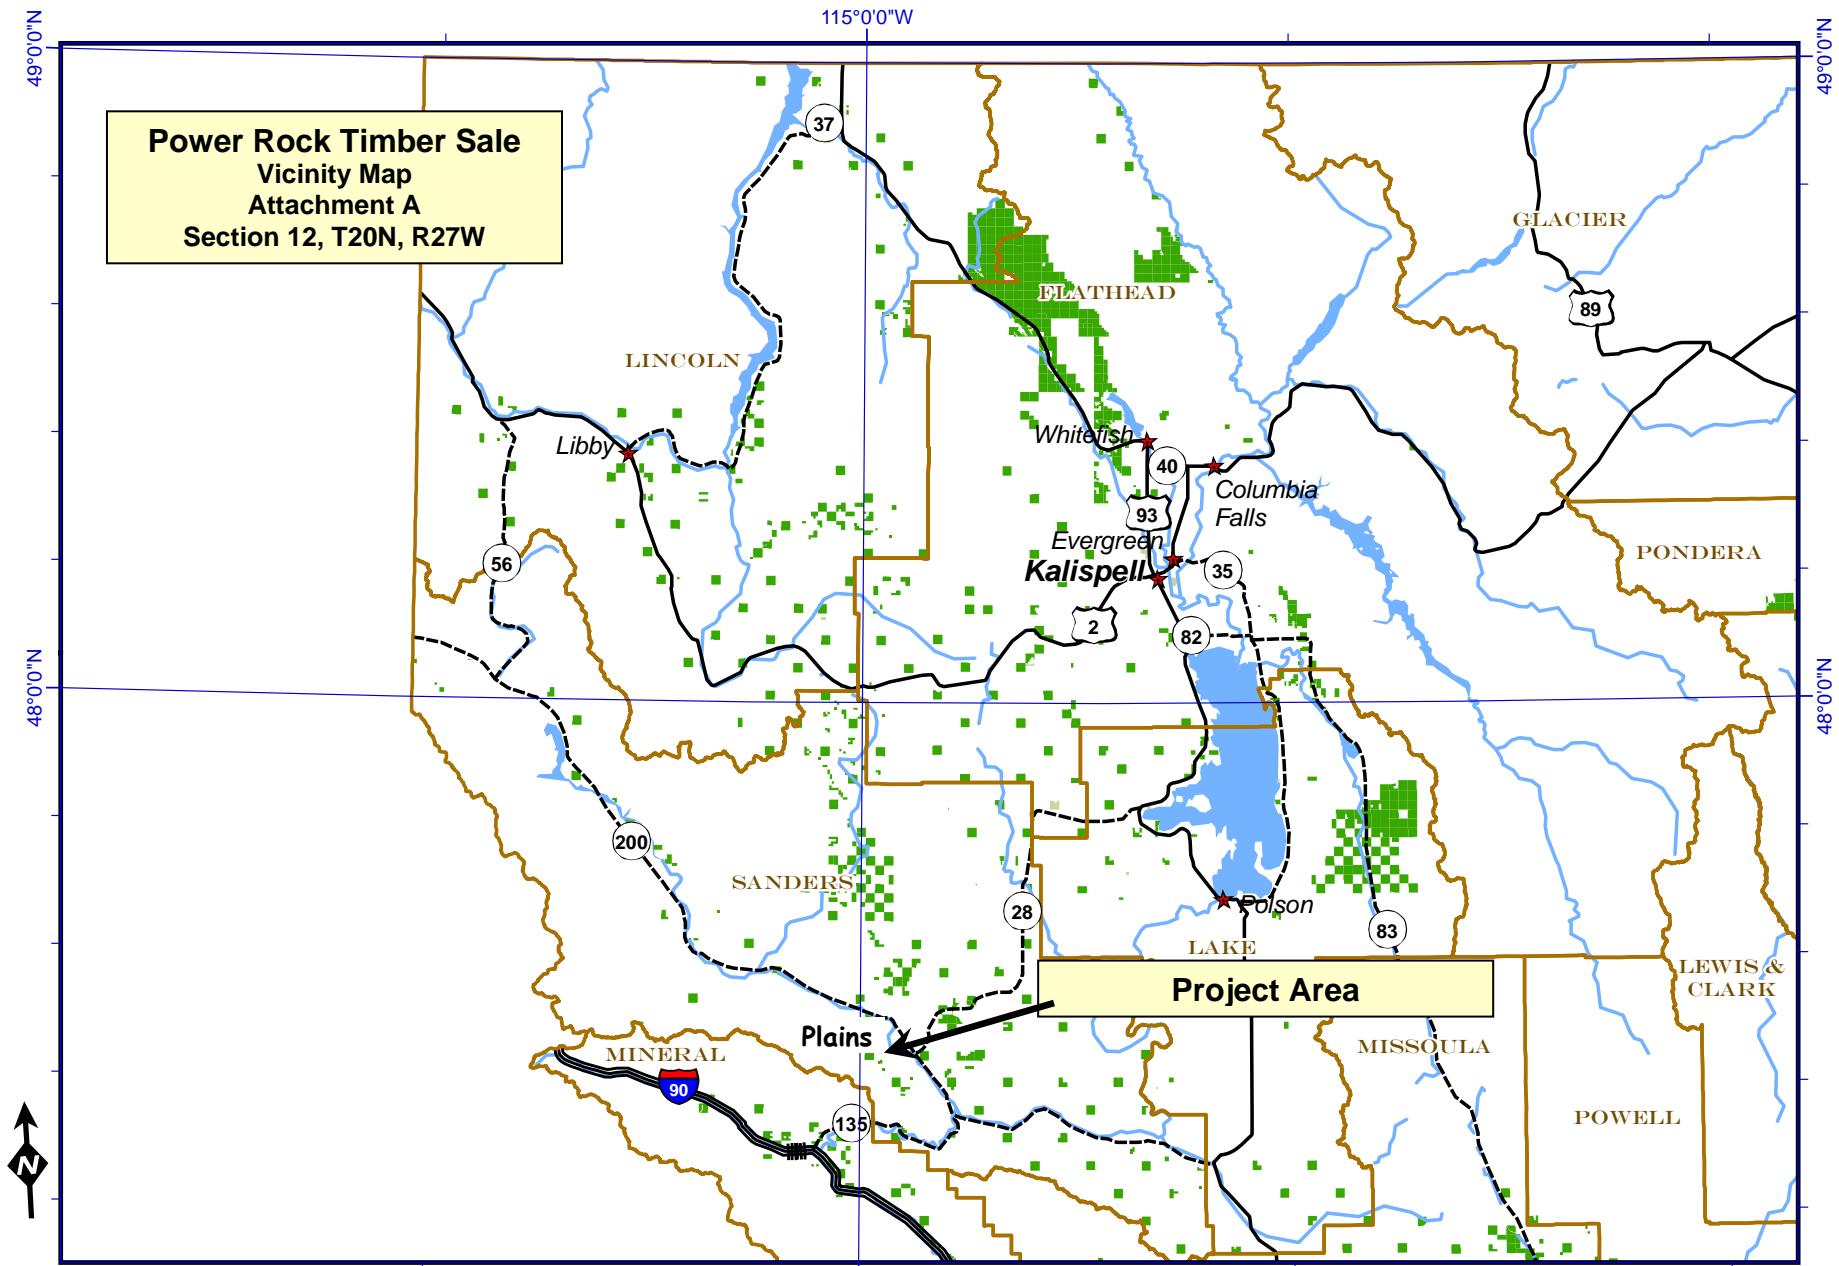 115°0'0"W
49°0'0"N
49°0'0"N
Power Rock Timber Sale
Vicinity Map
Attachment A
Section 12, T20N, R27W
37
GLACIER
FLATHEAD
89
LINCOLN
Libby
Whitefish
40
Columbia
Falls
93
Evergreen
Kalispell
56
35
PONDERA
2
82
48°0'0"N
48°0'0"N
200
SANDERS
28
Polson
83
LAKE
LEWIS &
CLARK
Project Area
Plains
MINERAL
MISSOULA
90
135
POWELL
N